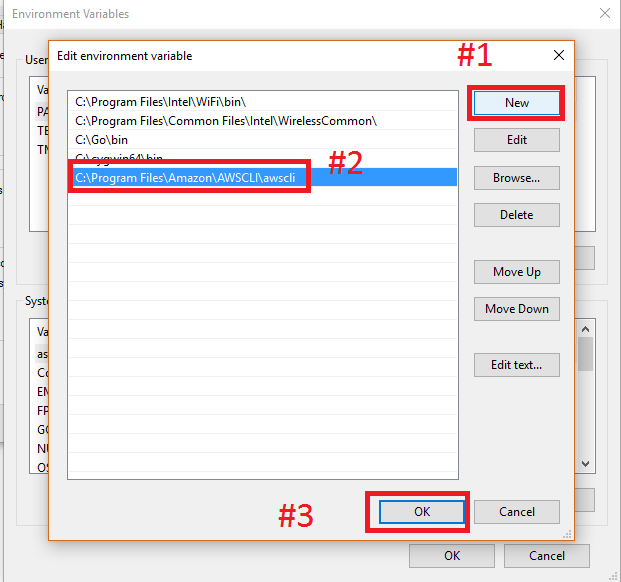 Environment Variables
User
Va
PA
TE
TM
Edit environment variable
#1
C:\Program Files\Intel\WiFi\bin\
C:\Program Files\Common Files\Intel\WirelessCommon\
C:\Go\bin
C:\cygwin64\bin
#2
C:\Program Files\Amazon\AWSCLI\awscli
New
Edit
Browse...
Delete
Move Up
Move Down
Edit text...
Syste
Va
as
Co
EN
FP
GO
NU
OS
#3
OK
Cancel
OK
Cancel